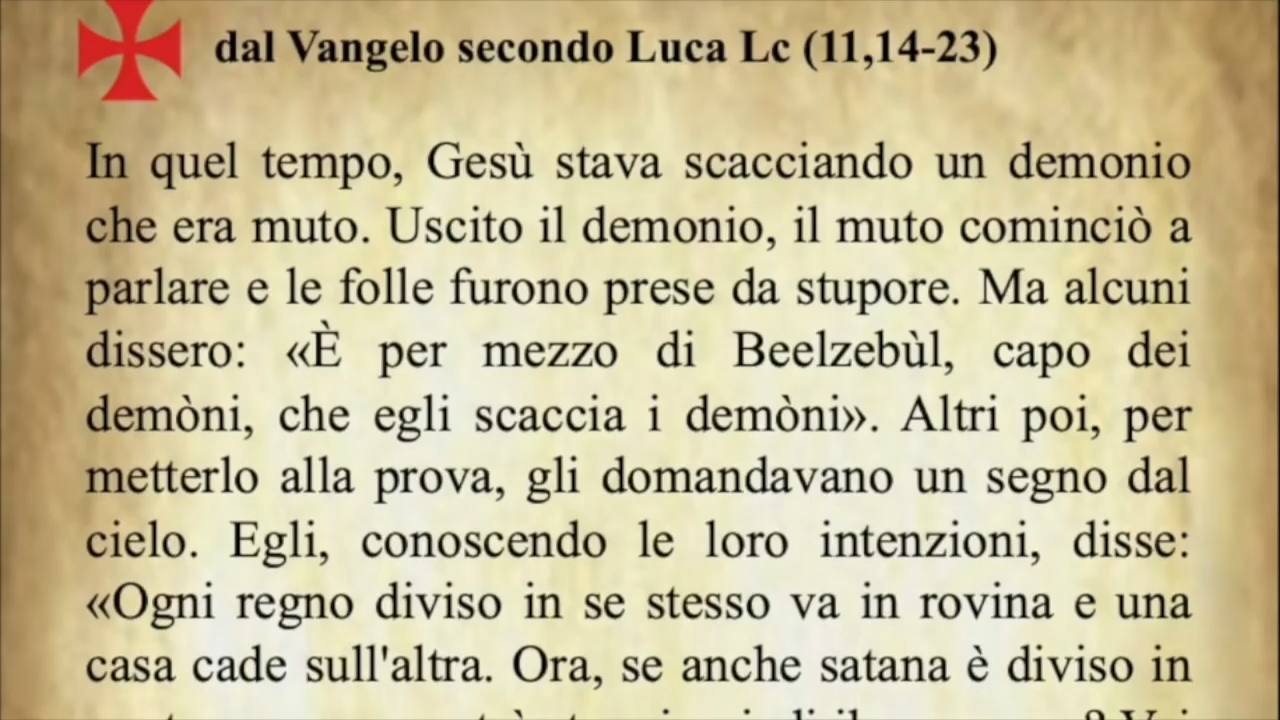 dal Vangelo secondo Luca Lc (11,14-23)
In quel tempo, Gesù stava scacciando un demonio
che era muto. Uscito il demonio, il muto cominciò a
parlare e le folle furono prese da stupore. Ma alcuni
dissero: «È per mezzo di Beelzebùl, capo dei
demòni, che egli scaccia i demòni». Altri poi, per
metterlo alla prova, gli domandavano un segno dal
cielo. Egli, conoscendo le loro intenzioni, disse:
«Ogni regno diviso in se stesso va in rovina e una
casa cade sull'altra. Ora, se anche satana è diviso in